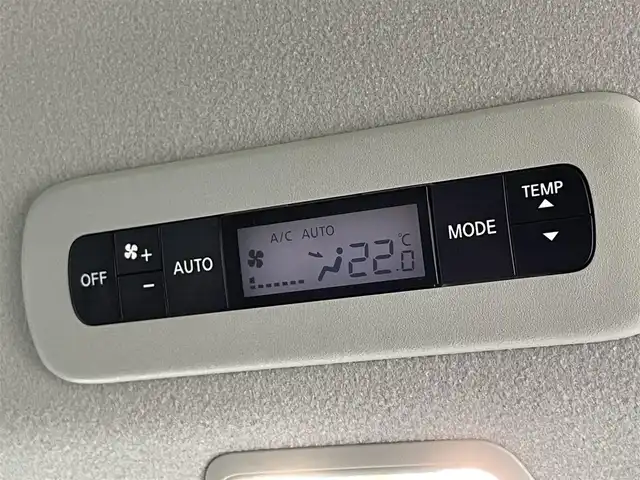 OFF
+
-
AUTO
A/C AUTO
22.0 °C
MODE
TEMP